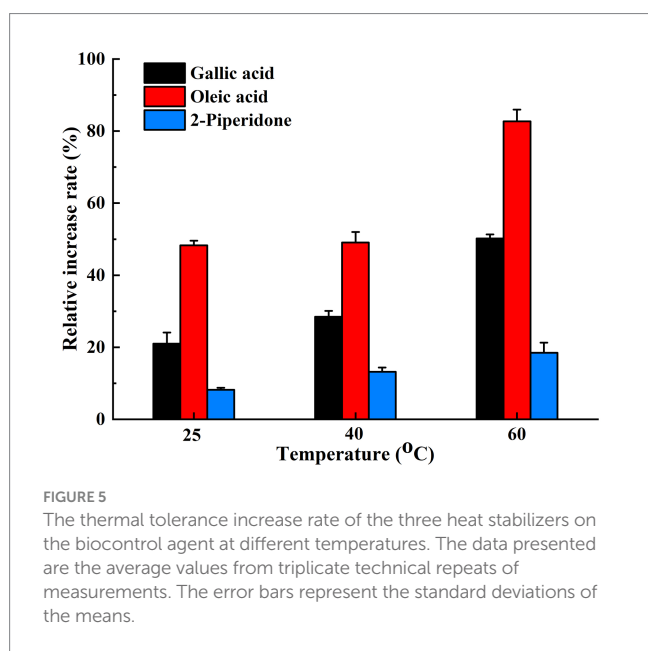 100
80
60
40
20
0
Relative increase rate (%)
Gallic acid
Oleic acid
2-Piperidone
25
40
60
Temperature (°C)
FIGURE 5
The thermal tolerance increase rate of the three heat stabilizers on
the biocontrol agent at different temperatures. The data presented
are the average values from triplicate technical repeats of
measurements. The error bars represent the standard deviations of
the means.